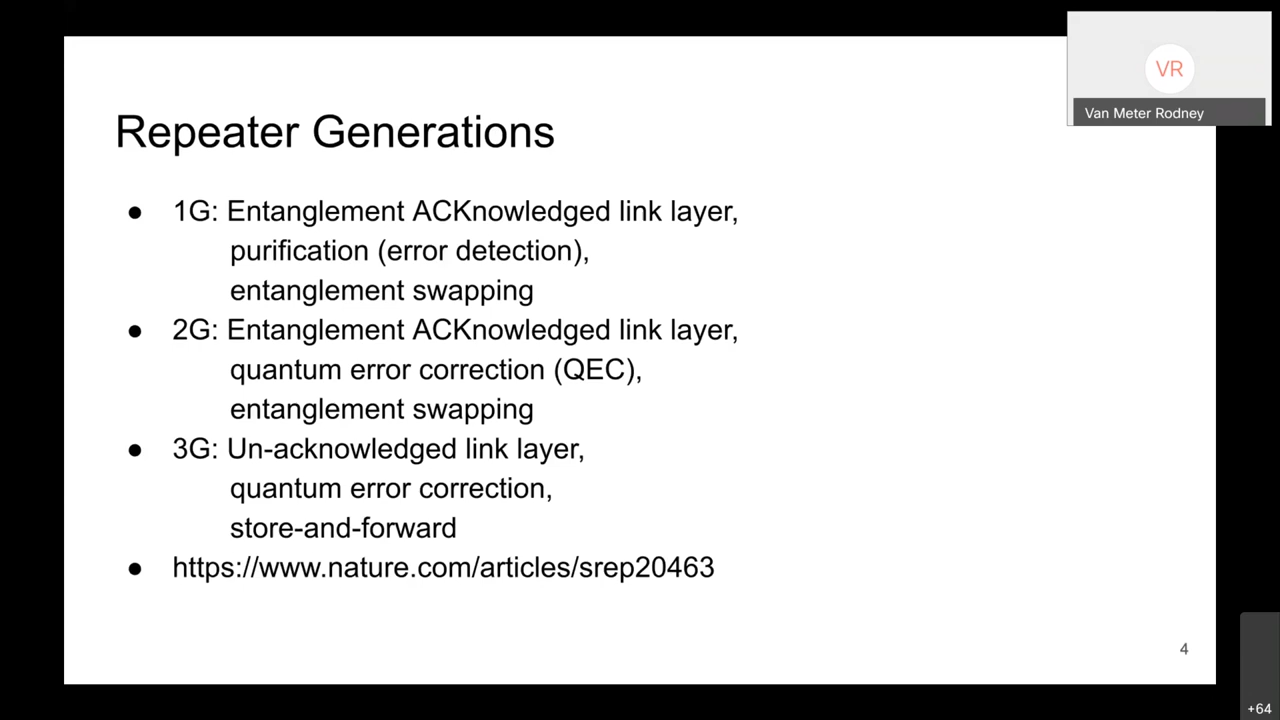 VR
Van Meter Rodney
Repeater Generations
● 1G: Entanglement ACKnowledged link layer,
purification (error detection),
entanglement swapping
● 2G: Entanglement ACKnowledged link layer,
quantum error correction (QEC),
entanglement swapping
● 3G: Un-acknowledged link layer,
quantum error correction,
store-and-forward
● https://www.nature.com/articles/srep20463
4
+64